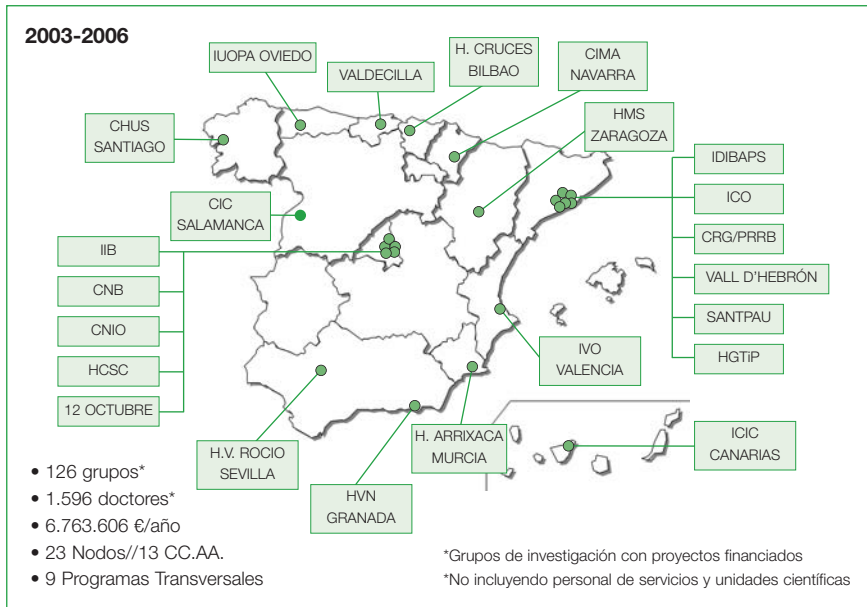 2003-2006
IUOPA OVIEDO
VALDECILLA
H. CRUCES
BILBAO
CIMA
NAVARRA
CHUS
SANTIAGO
HMS
ZARAGOZA
IDIBAPS
ICO
CRG/PRRB
VALL D'HEBRÓN
SANTPAU
HGTiP
CIC
SALAMANCA
IIB
CNB
CNIO
HCSC
12 OCTUBRE
IVO
VALENCIA
H.V. ROCIO
SEVILLA
HVN
GRANADA
H. ARRIXACA
MURCIA
ICIC
CANARIAS
• 126 grupos*
• 1.596 doctores*
• 6.763.606 €/año
• 23 Nodos//13 CC.AA.
• 9 Programas Transversales
*Grupos de investigación con proyectos financiados
*No incluyendo personal de servicios y unidades científicas